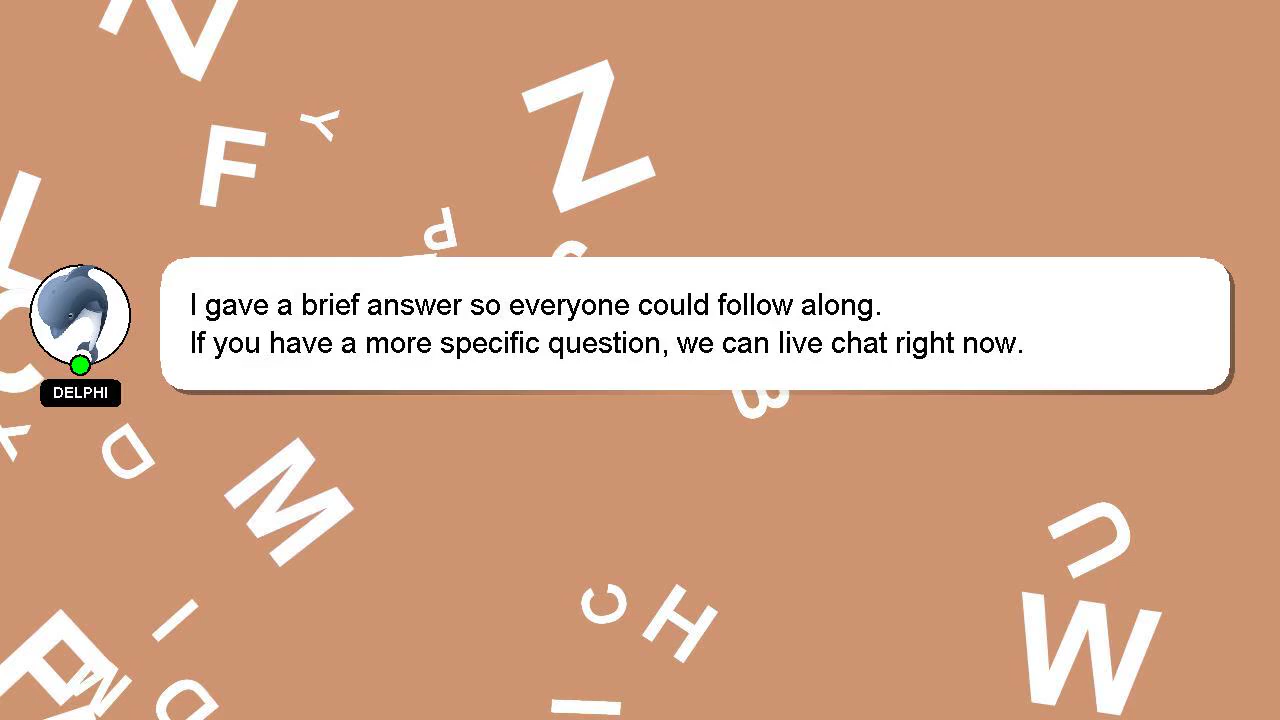 I gave a brief answer so everyone could follow along.
If you have a more specific question, we can live chat right now.
DELPHI
N
Z
F
Y
P
S
B
D
M
U
I
C
H
W
D
I